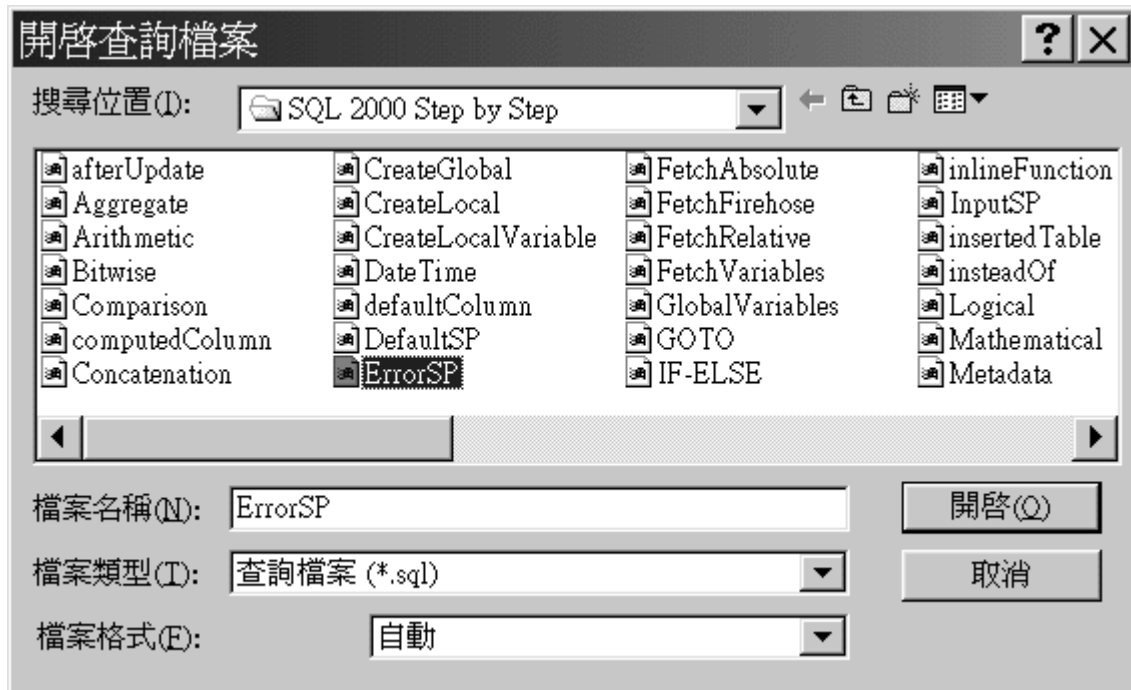 開啓查詢檔案
搜尋位置(I): SQL 2000 Step by Step
afterUpdate CreateGlobal FetchAbsolute inlineFunction
Aggregate CreateLocal FetchFirehose InputSP
Arithmetic CreateLocalVariable FetchRelative insertedTable
Bitwise DateTime FetchVariables insteadOf
Comparison defaultColumn GlobalVariables Logical
computedColumn DefaultSP GOTO Mathematical
Concatenation ErrorSP IF-ELSE Metadata
檔案名稱(N): ErrorSP 開啓(O)
檔案類型(T): 查詢檔案 (*.sql) 取消
檔案格式(F): 自動